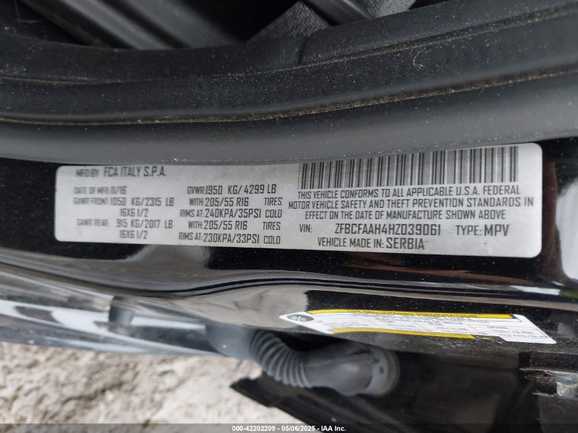 MFD BY: FCA ITALY S.P.A.
DATE OF MFR: GVWR: 1950 KG/ 4299 LB
GAWR FRONT: 1050 KG/2315 LB WITH 205/55 R16 TIRES
16X6 1/2 RIMS AT 240KPA/35PSI COLD
GAWR REAR: 915 KG/2017 LB WITH 205/55 R16 TIRES
16X6 1/2 RIMS AT 230KPA/33PSI COLD
THIS VEHICLE CONFORMS TO ALL APPLICABLE U.S.A. FEDERAL
MOTOR VEHICLE SAFETY AND THEFT PREVENTION STANDARDS IN
EFFECT ON THE DATE OF MANUFACTURE SHOWN ABOVE.
VIN: ZFBCFAAH4HZ039061 TYPE: MPV
VEHICLE MADE IN: SERBIA
000-42202209 - 05/06/2025 - IAA Inc.